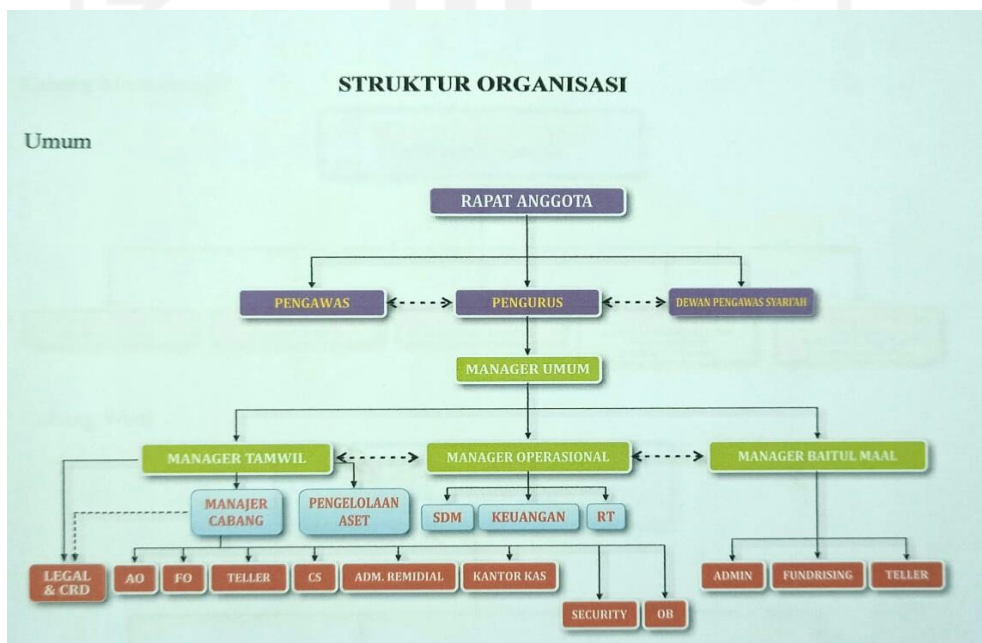 STRUKTUR ORGANISASI
Umum
RAPAT ANGGOTA
PENGAWAS
PENGURUS
DEWAN PENGAWAS SYARI'AH
MANAGER UMUM
MANAGER TAMWIL
MANAGER OPERASIONAL
MANAGER BAITUL MAAL
MANAJER
CABANG
PENGELOLAAN
ASET
SDM
KEUANGAN
RT
LEGAL
& CRD
AO
FO
TELLER
CS
ADM. REMIDIAL
KANTOR KAS
SECURITY
OB
ADMIN
FUNDRISING
TELLER